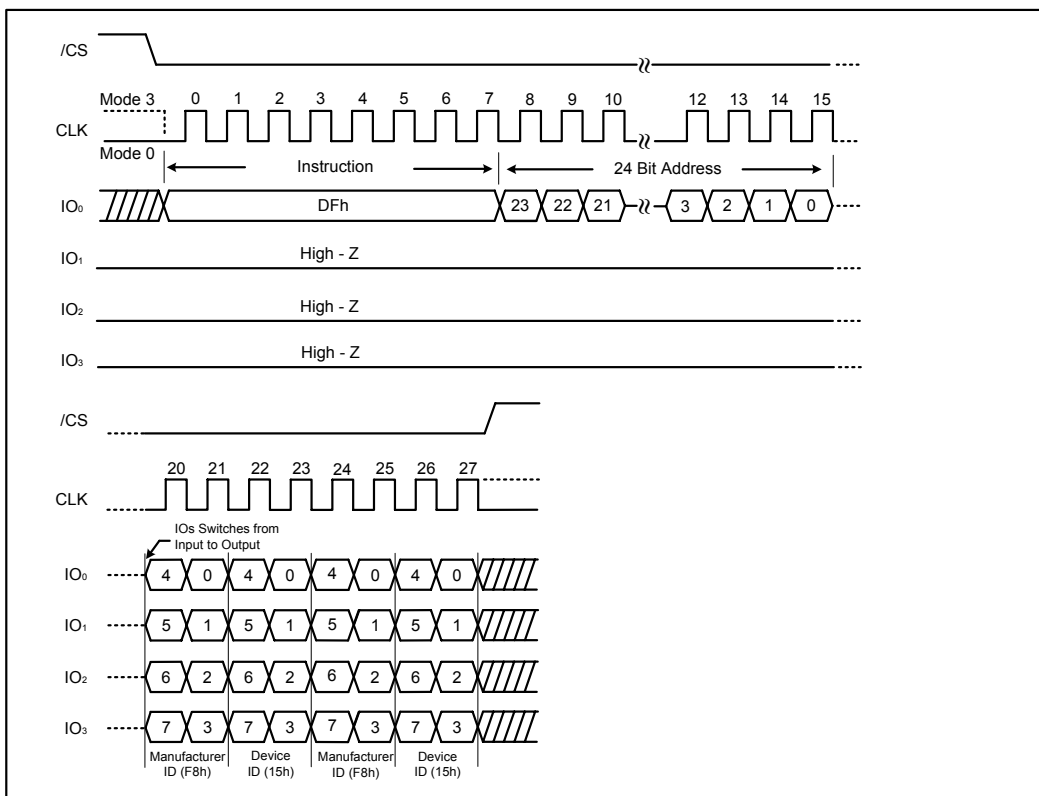 /CS
Mode 3 0 1 2 3 4 5 6 7 8 9 10 12 13 14 15
CLK
Mode 0
Instruction 24 Bit Address
IO₀ DFh 23 22 21 3 2 1 0
IO₁ High - Z
IO₂ High - Z
IO₃ High - Z
/CS
20 21 22 23 24 25 26 27
CLK
IOs Switches from
Input to Output
IO₀ 4 0 4 0 4 0 4 0
IO₁ 5 1 5 1 5 1 5 1
IO₂ 6 2 6 2 6 2 6 2
IO₃ 7 3 7 3 7 3 7 3
Manufacturer Device Manufacturer Device
ID (F8h) ID (15h) ID (F8h) ID (15h)